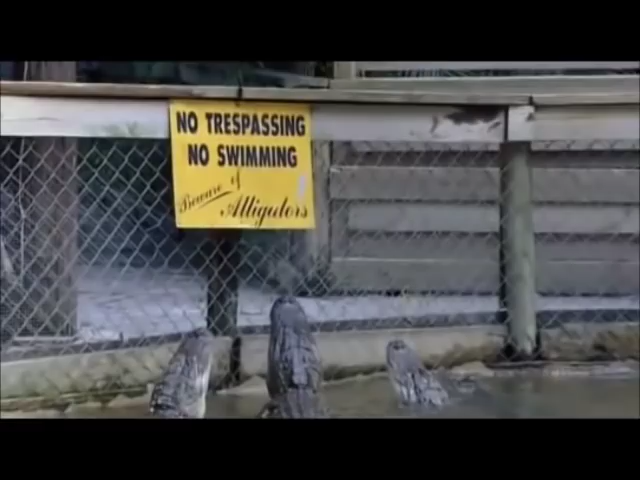 NO TRESPASSING
NO SWIMMING
Beware of
Alligators